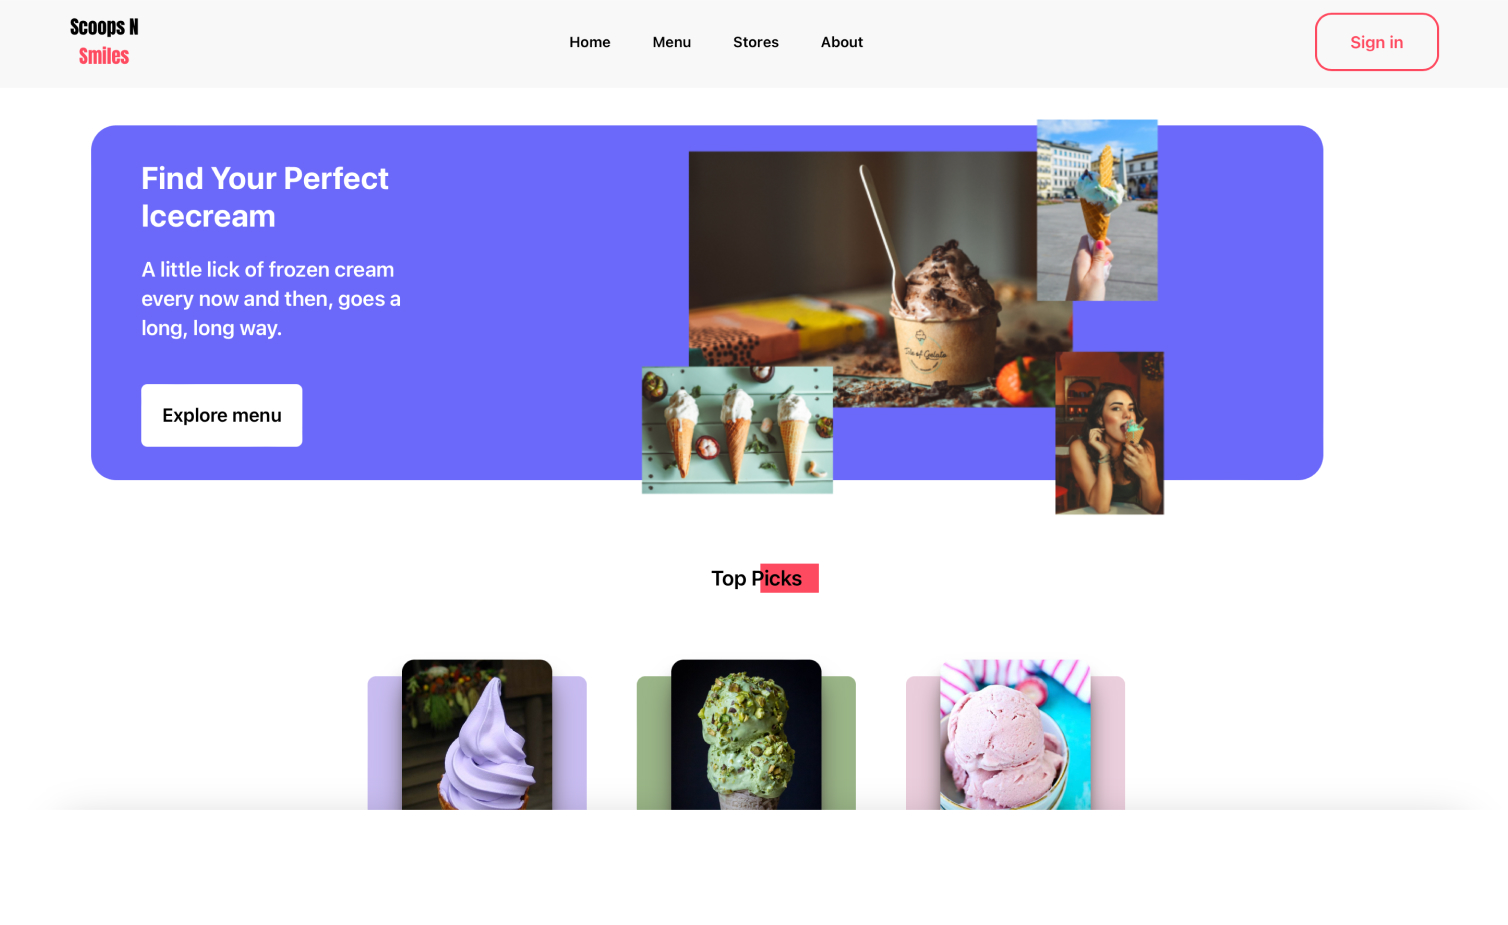 Scoops N
Smiles
Home
Menu
Stores
About
Sign in
Find Your Perfect
Icecream
A little lick of frozen cream
every now and then, goes a
long, long way.
Explore menu
Top Picks